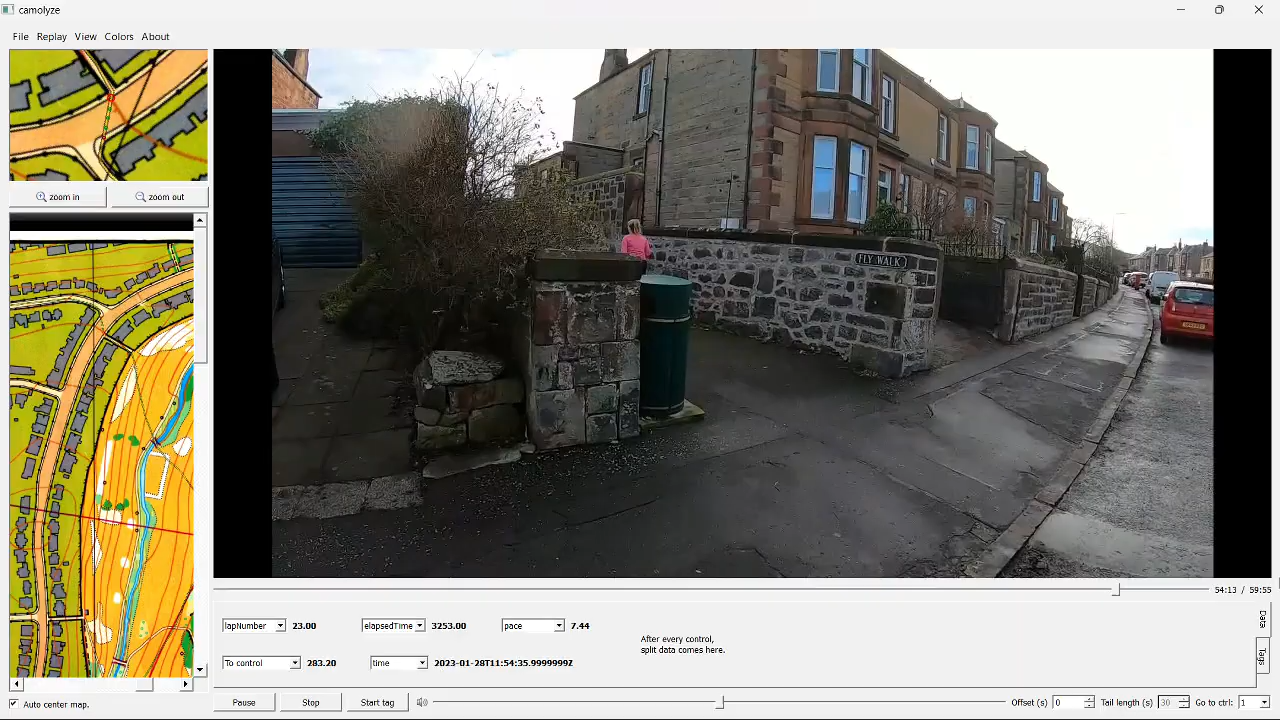 camolyze
File Replay View Colors About
zoom in
zoom out
FLY WALK
54:13 / 59:55
lapNumber 23.00 elapsedTime 3253.00 pace 7.44
After every control,
split data comes here.
To control 283.20 time 2023-01-28T11:54:35.9999999Z
Data
Tags
Auto center map.
Pause Stop Start tag Offset (s) 0 Tail length (s) 30 Go to ctrl: 1